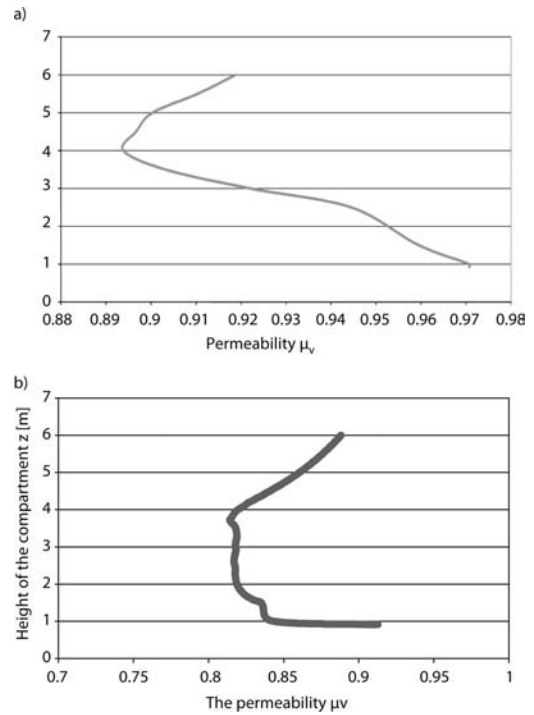 a)
7
6
5
4
3
2
1
0
0.88 0.89 0.9 0.91 0.92 0.93 0.94 0.95 0.96 0.97 0.98
Permeability μv
b)
Height of the compartment z [m]
7
6
5
4
3
2
1
0
0.7 0.75 0.8 0.85 0.9 0.95 1
The permeability μv